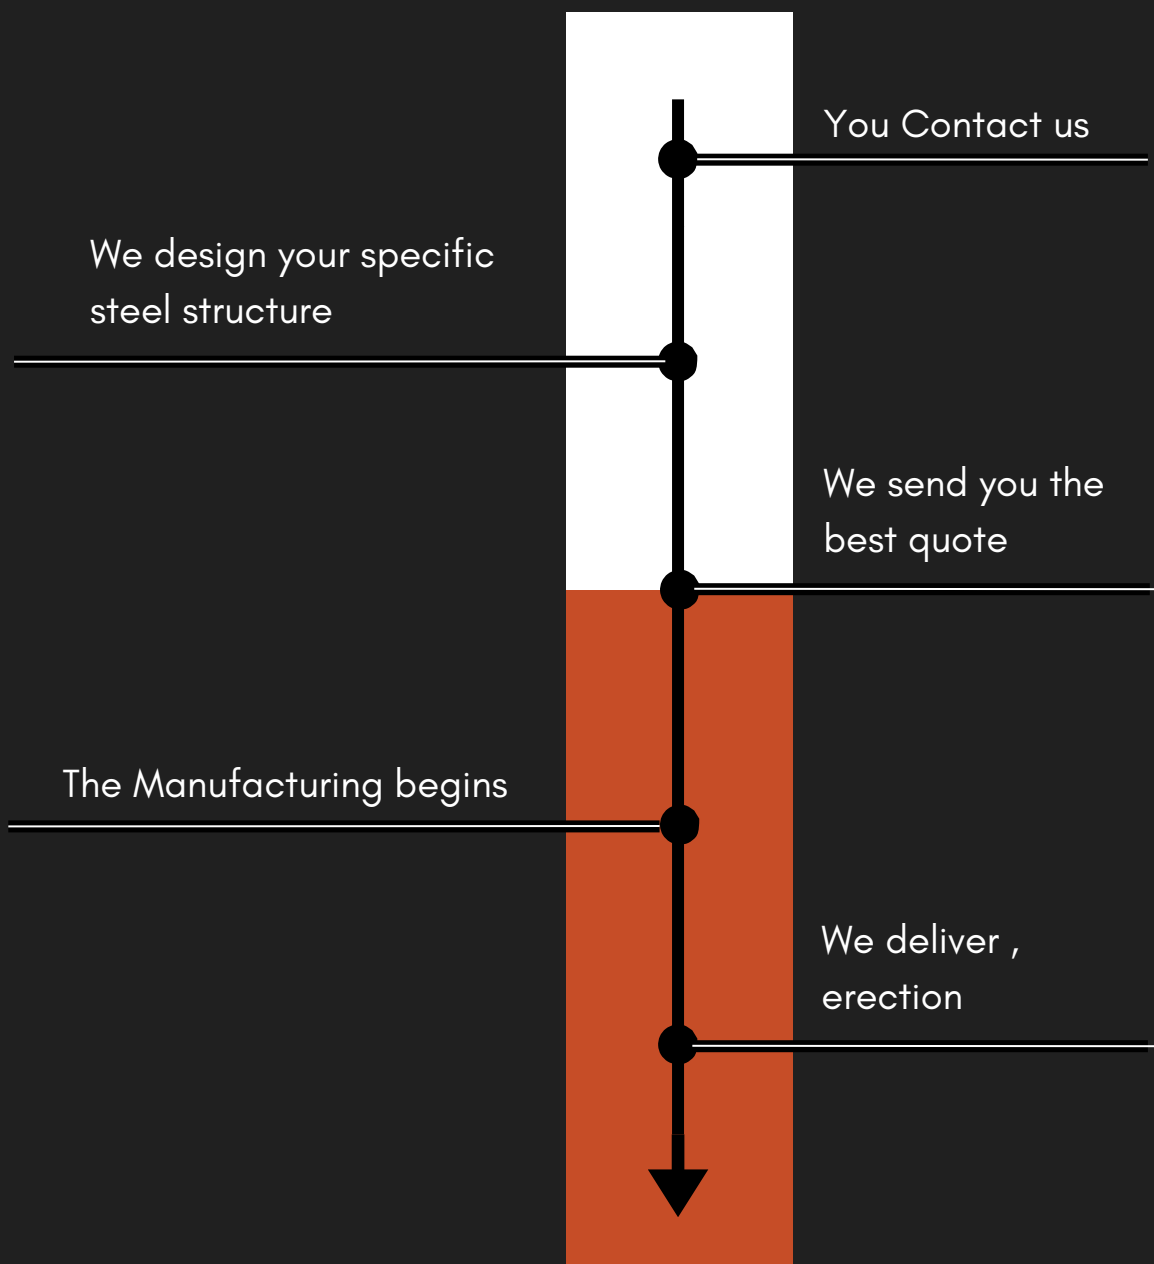 You Contact us
We design your specific
steel structure
We send you the
best quote
The Manufacturing begins
We deliver ,
erection